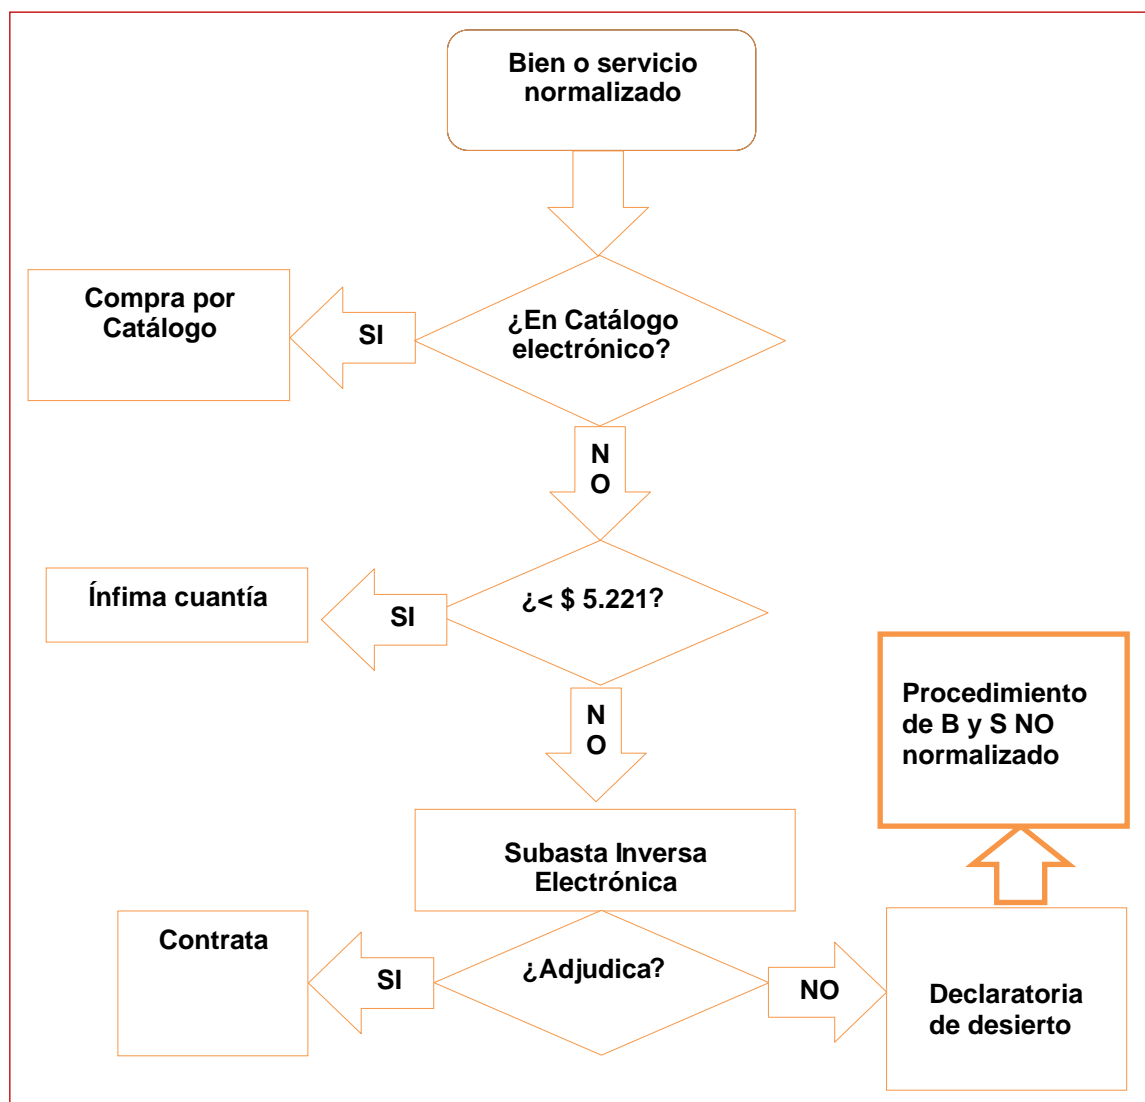 Bien o servicio
normalizado
Compra por
Catálogo
SI
¿En Catálogo
electrónico?
N
O
Ínfima cuantía
SI
¿< $ 5.221?
N
O
Procedimiento
de B y S NO
normalizado
Subasta Inversa
Electrónica
Contrata
SI
¿Adjudica?
NO
Declaratoria
de desierto